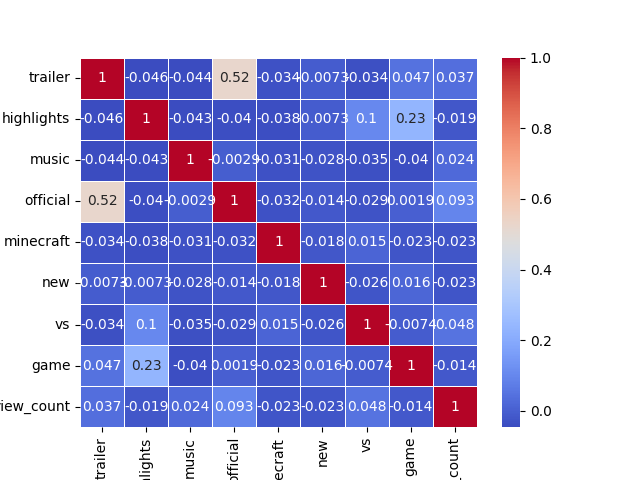 trailer 1 -0.046 -0.044 0.52 -0.034 -0.0073 -0.034 0.047 0.037
highlights -0.046 1 -0.043 -0.04 -0.038 -0.0073 0.1 0.23 -0.019
music -0.044 -0.043 1 -0.0029 -0.031 -0.028 -0.035 -0.04 0.024
official 0.52 -0.04 -0.0029 1 -0.032 -0.014 -0.029 0.0019 0.093
minecraft -0.034 -0.038 -0.031 -0.032 1 -0.018 0.015 -0.023 -0.023
new -0.0073 -0.0073 -0.028 -0.014 -0.018 1 -0.026 0.016 -0.023
vs -0.034 0.1 -0.035 -0.029 0.015 -0.026 1 -0.0074 0.048
game 0.047 0.23 -0.04 0.0019 -0.023 0.016 -0.0074 1 -0.014
iew_count 0.037 -0.019 0.024 0.093 -0.023 -0.023 0.048 -0.014 1
trailer
hlights
music
official
ecraft
new
vs
game
_count
1.0
0.8
0.6
0.4
0.2
0.0